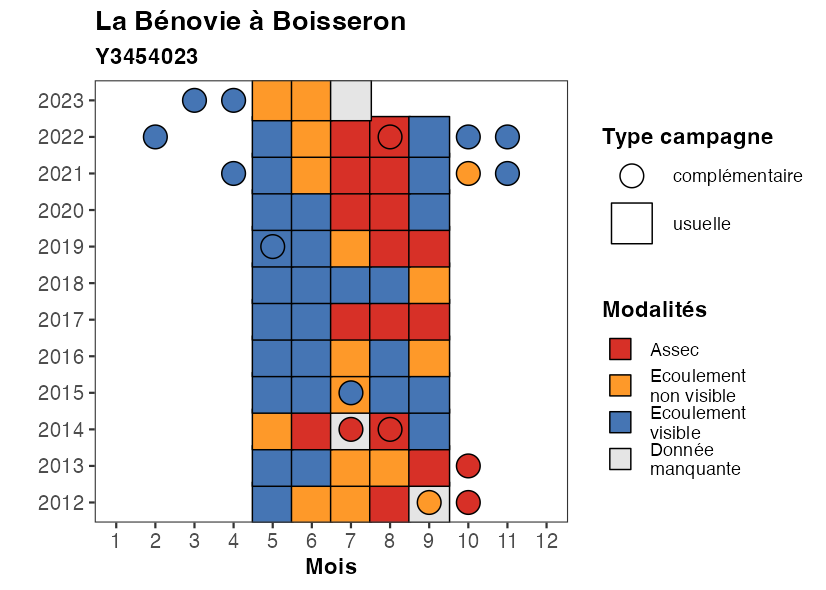 La Bénovie à Boisseron
Y3454023
2023
2022
2021
2020
2019
2018
2017
2016
2015
2014
2013
2012
1 2 3 4 5 6 7 8 9 10 11 12
Mois
Type campagne
complémentaire
usuelle
Modalités
Assec
Ecoulement
non visible
Ecoulement
visible
Donnée
manquante